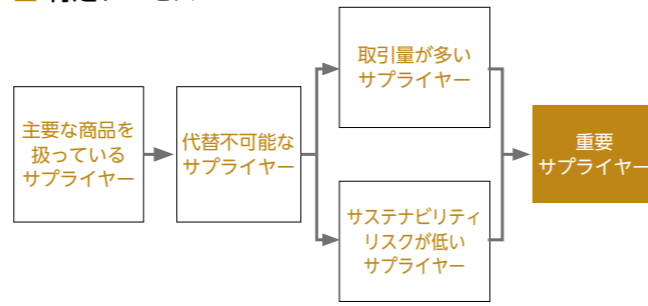 主要な商品を
扱っている
サプライヤー
代替不可能な
サプライヤー
取引量が多い
サプライヤー
サステナビリティ
リスクが低い
サプライヤー
重要
サプライヤー